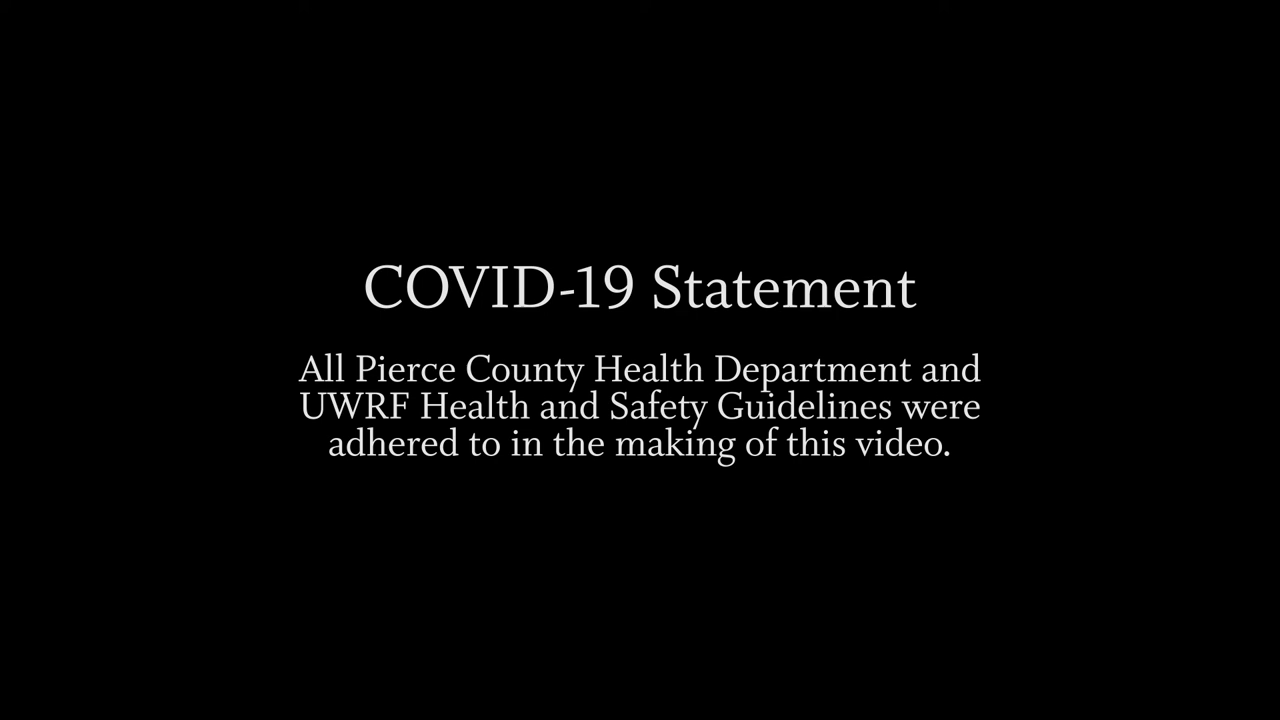 COVID-19 Statement
All Pierce County Health Department and
UWRF Health and Safety Guidelines were
adhered to in the making of this video.